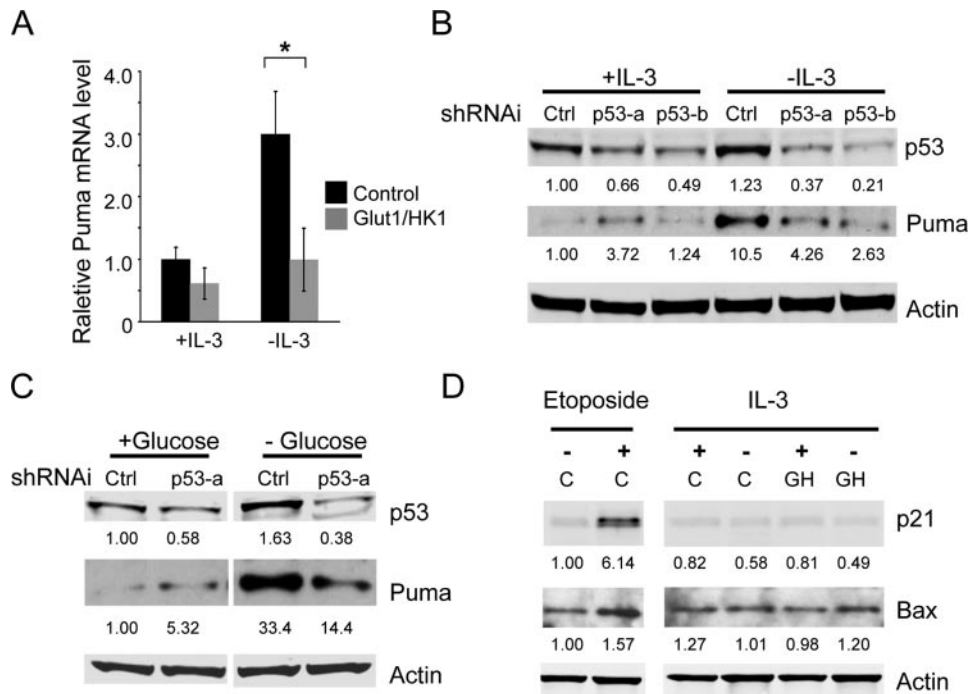 A
Raletive Puma mRNA level
4.0
3.0
2.0
1.0
0
*
Control
Glut1/HK1
+IL-3
-IL-3
B
+IL-3 -IL-3
shRNAi Ctrl p53-a p53-b Ctrl p53-a p53-b
p53
1.00 0.66 0.49 1.23 0.37 0.21
Puma
1.00 3.72 1.24 10.5 4.26 2.63
Actin
C
+Glucose - Glucose
shRNAi Ctrl p53-a Ctrl p53-a
p53
1.00 0.58 1.63 0.38
Puma
1.00 5.32 33.4 14.4
Actin
D
Etoposide IL-3
- + + - + -
C C C C GH GH
p21
1.00 6.14 0.82 0.58 0.81 0.49
Bax
1.00 1.57 1.27 1.01 0.98 1.20
Actin